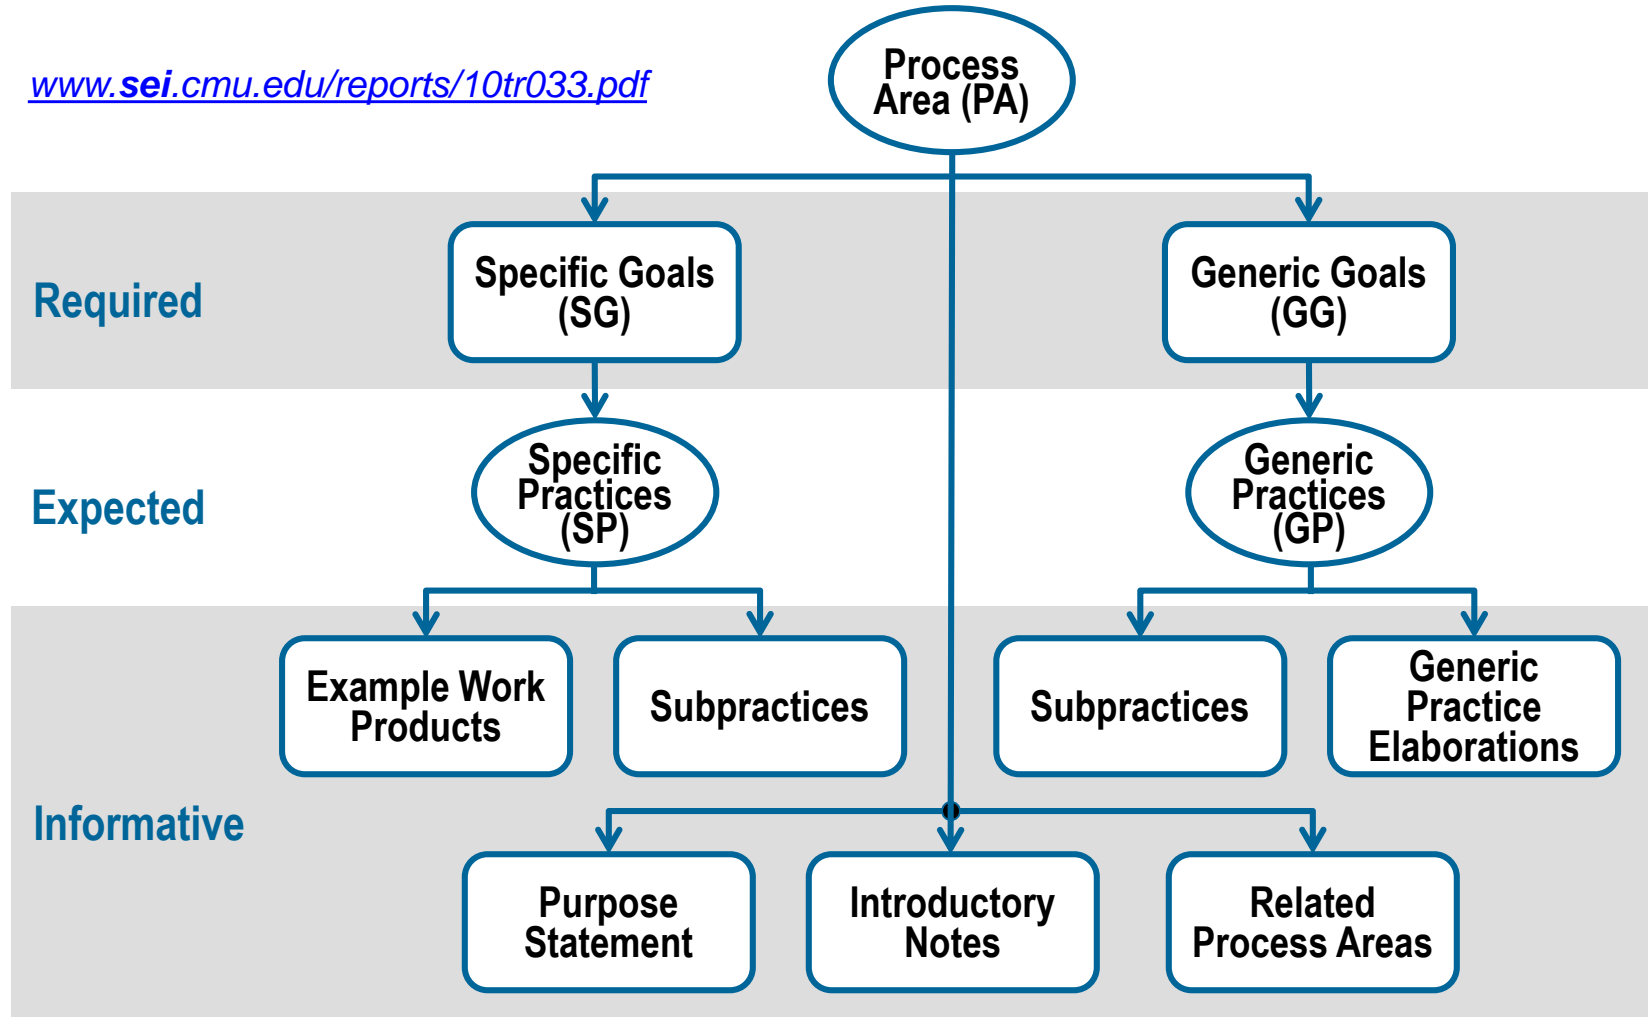 www.sei.cmu.edu/reports/10tr033.pdf
Process
Area (PA)
Required
Specific Goals
(SG)
Generic Goals
(GG)
Expected
Specific
Practices
(SP)
Generic
Practices
(GP)
Informative
Example Work
Products
Subpractices
Subpractices
Generic
Practice
Elaborations
Purpose
Statement
Introductory
Notes
Related
Process Areas